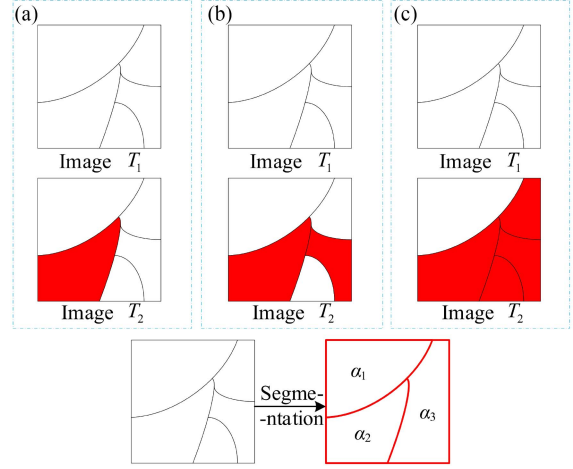 (a) (b) (c)
Image T1 Image T1 Image T1
Image T2 Image T2 Image T2
Segme-
-ntation
α1
α2
α3